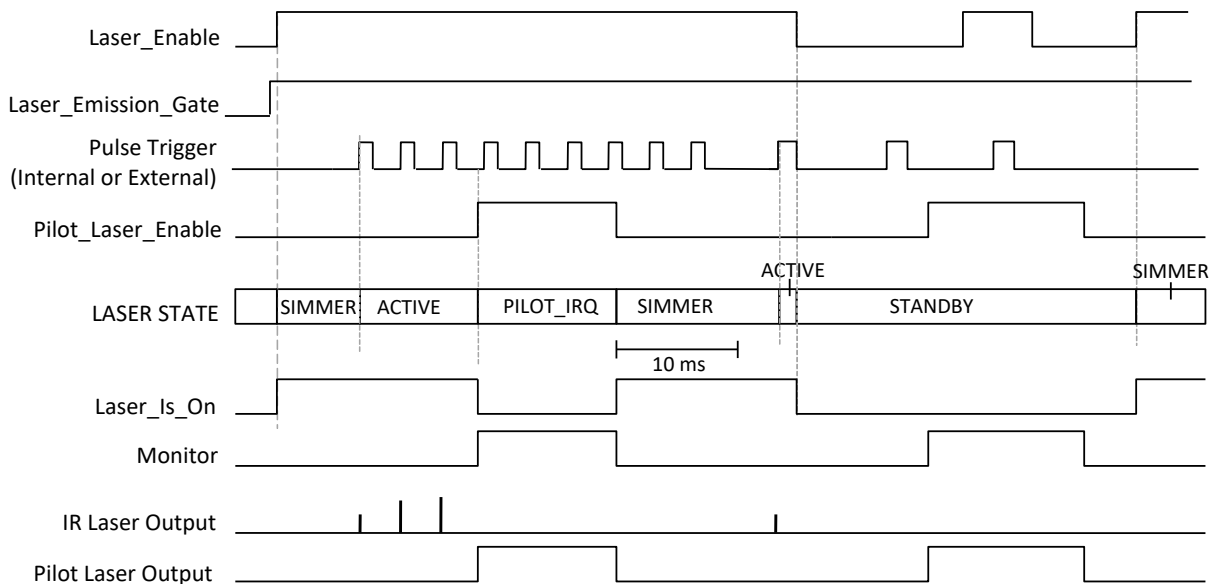 Laser_Enable
Laser_Emission_Gate
Pulse Trigger
(Internal or External)
Pilot_Laser_Enable
ACTIVE
SIMMER
LASER STATE
SIMMER
ACTIVE
PILOT_IRQ
SIMMER
STANDBY
10 ms
Laser_Is_On
Monitor
IR Laser Output
Pilot Laser Output